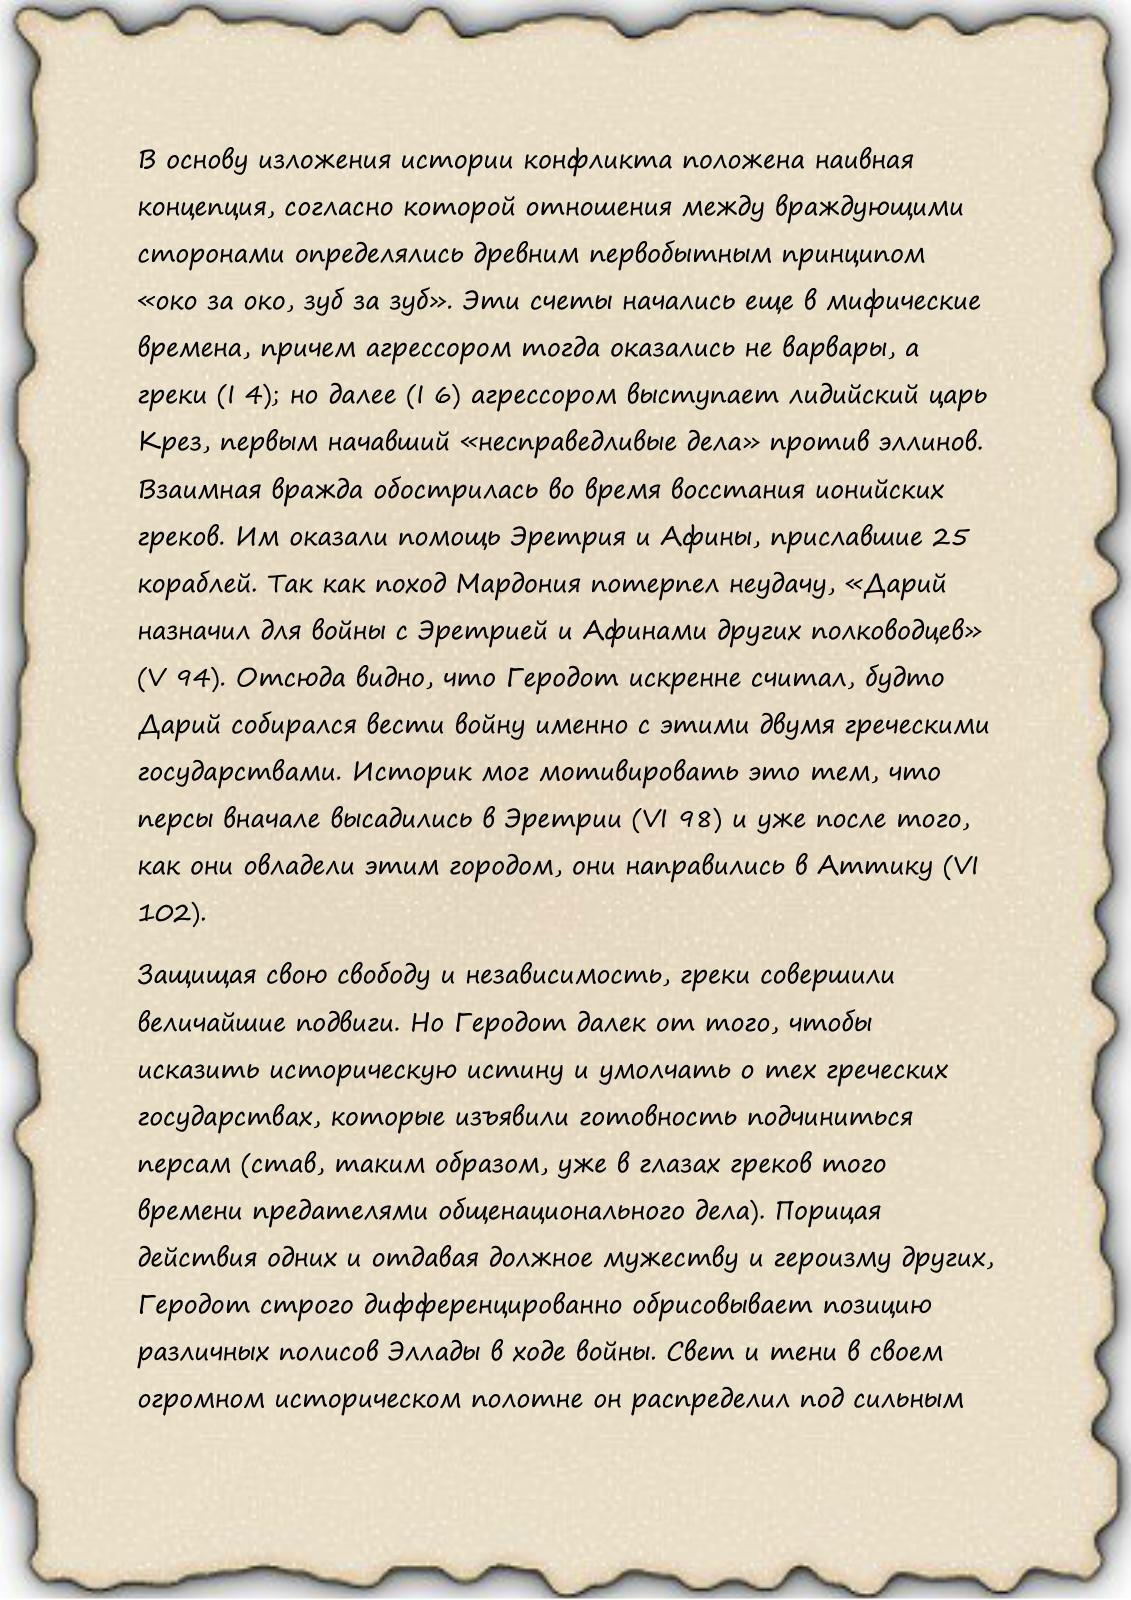 В основу изложения истории конфликта положена наивная
концепция, согласно которой отношения между враждующими
сторонами определялись древним первобытным принципом
«око за око, зуб за зуб». Эти счеты начались еще в мифические
времена, причем агрессором тогда оказались не варвары, а
греки (I 4); но далее (I 6) агрессором выступает лидийский царь
Крез, первым начавший «несправедливые дела» против эллинов.
Взаимная вражда обострилась во время восстания ионийских
греков. Им оказали помощь Эретрия и Афины, приславшие 25
кораблей. Так как поход Мардония потерпел неудачу, «Дарий
назначил для войны с Эретрией и Афинами других полководцев»
(V 94). Отсюда видно, что Геродот искренне считал, будто
Дарий собирался вести войну именно с этими двумя греческими
государствами. Историк мог мотивировать это тем, что
персы вначале высадились в Эретрии (VI 98) и уже после того,
как они овладели этим городом, они направились в Аттику (VI
102).
Защищая свою свободу и независимость, греки совершили
величайшие подвиги. Но Геродот далек от того, чтобы
исказить историческую истину и умолчать о тех греческих
государствах, которые изъявили готовность подчиниться
персам (став, таким образом, уже в глазах греков того
времени предателями общенационального дела). Порицая
действия одних и отдавая должное мужеству и героизму других,
Геродот строго дифференцированно обрисовывает позицию
различных полисов Эллады в ходе войны. Свет и тени в своем
огромном историческом полотне он распределил под сильным